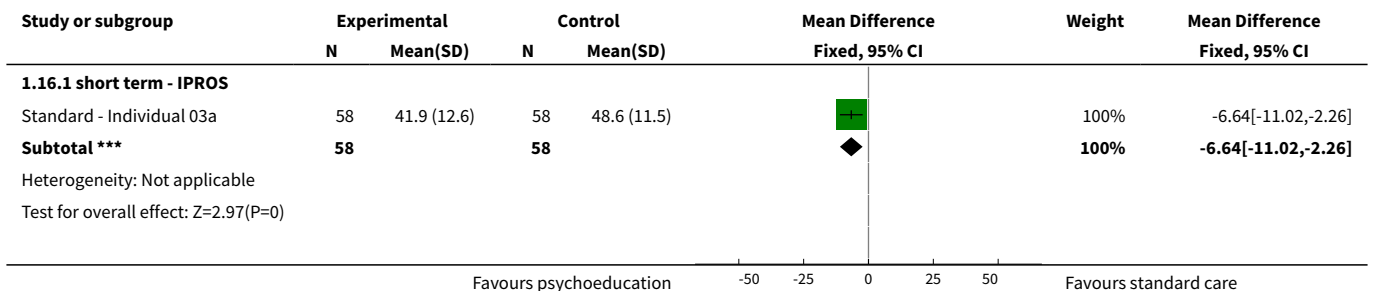 Study or subgroup Experimental Control Mean Difference Weight Mean Difference
N Mean(SD) N Mean(SD) Fixed, 95% CI Fixed, 95% CI
1.16.1 short term - IPROS
Standard - Individual 03a 58 41.9 (12.6) 58 48.6 (11.5) 100% -6.64[-11.02,-2.26]
Subtotal *** 58 58 100% -6.64[-11.02,-2.26]
Heterogeneity: Not applicable
Test for overall effect: Z=2.97(P=0)
Favours psychoeducation -50 -25 0 25 50 Favours standard care